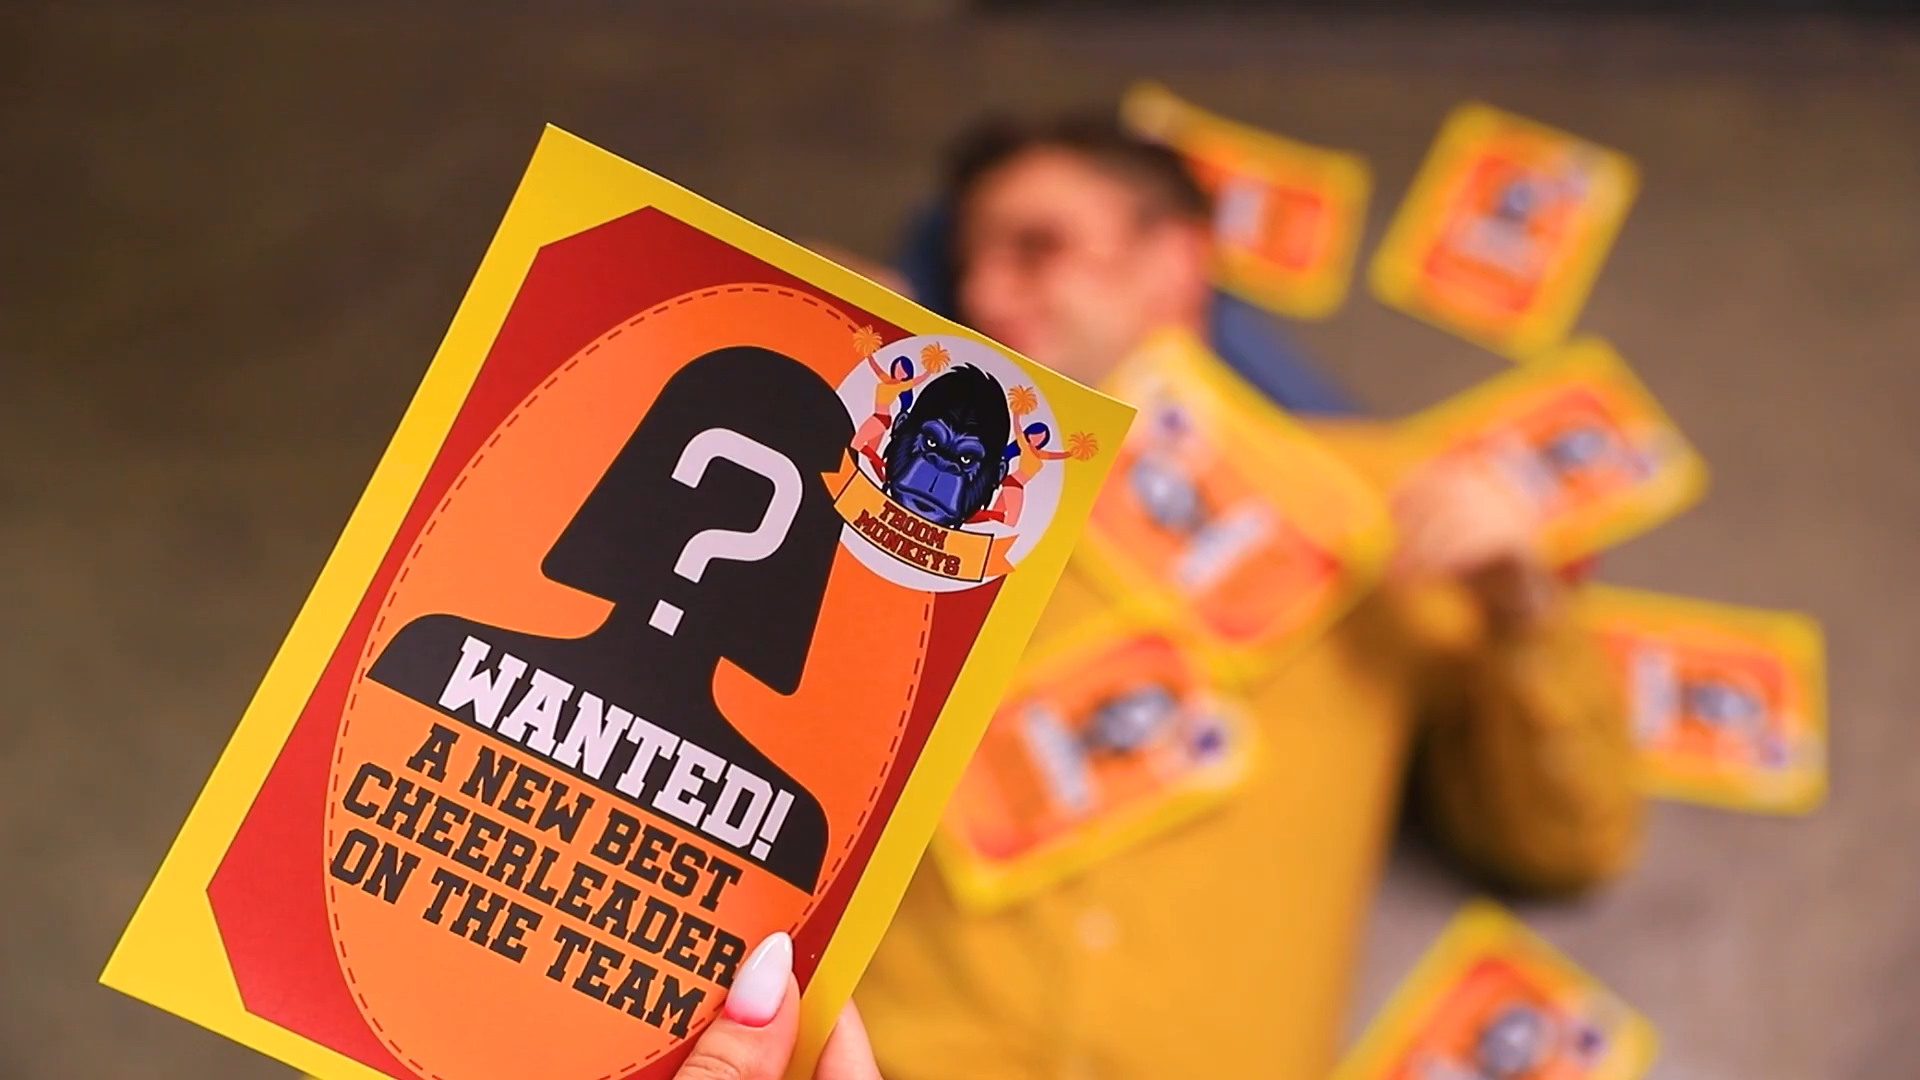 TROOM
MONKEYS
WANTED!
A NEW BEST
CHEERLEADER
ON THE TEAM